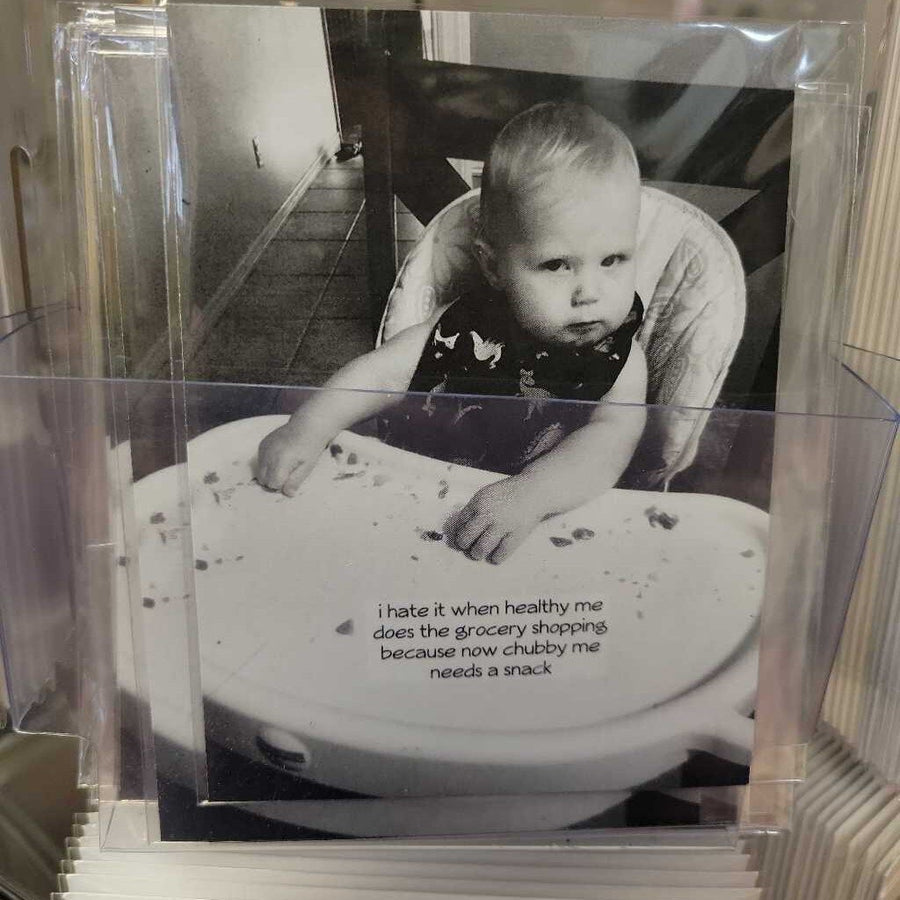 i hate it when healthy me
does the grocery shopping
because now chubby me
needs a snack